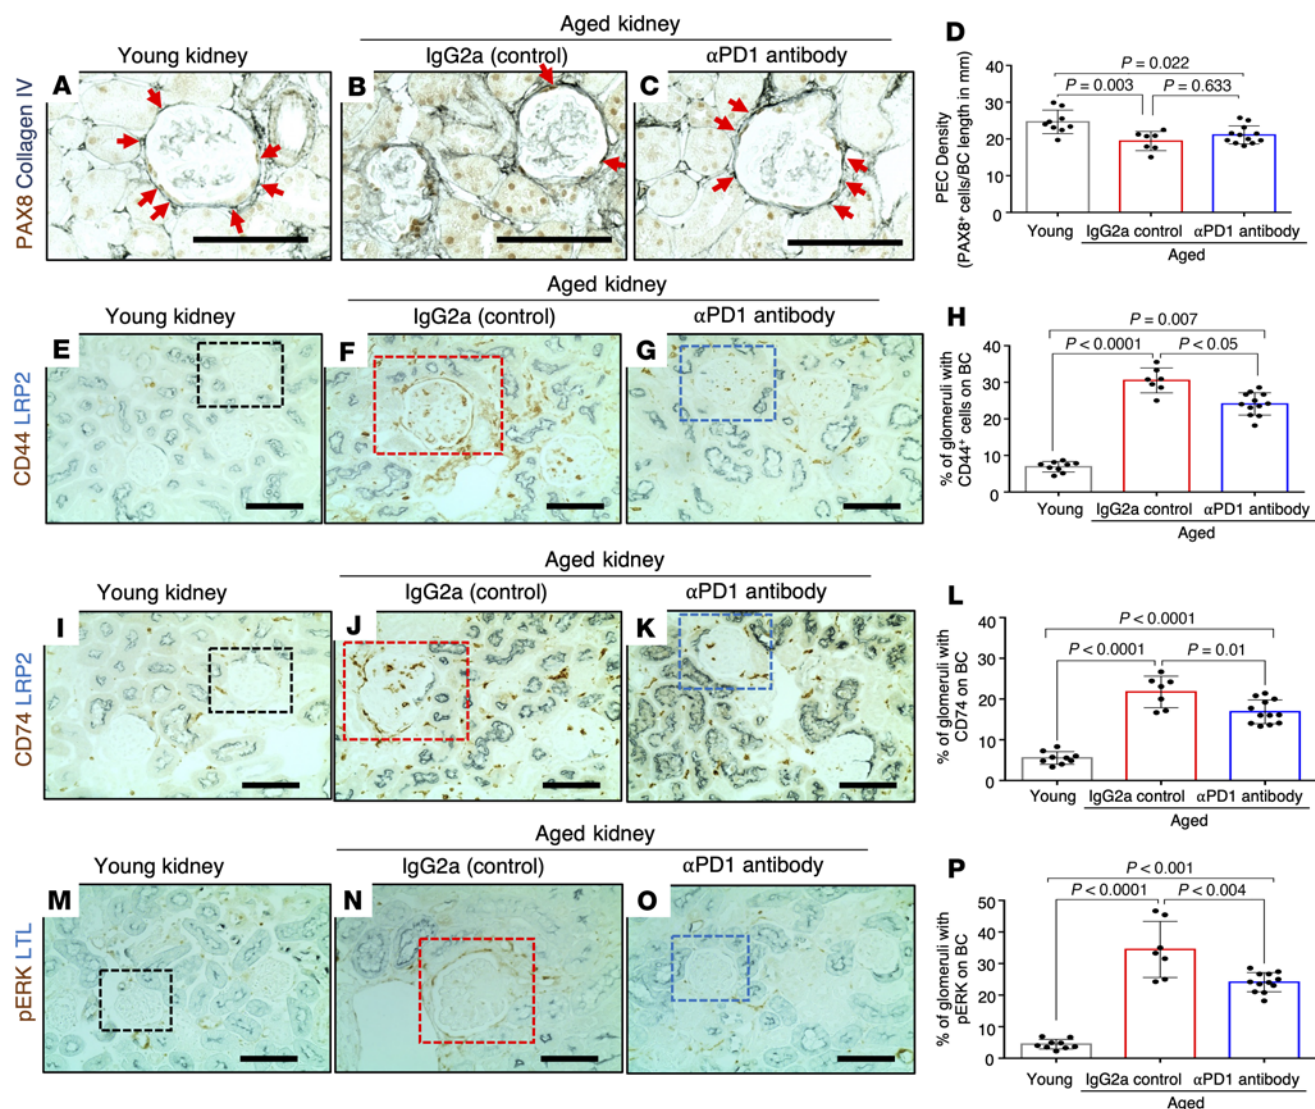 Aged kidney
Young kidney
IgG2a (control)
αPD1 antibody
PAX8 Collagen IV
A
B
C
D
PEC Density
(PAX8⁺ cells/BC length in mm)
40
30
20
10
0
P = 0.022
P = 0.003
P = 0.633
Young
IgG2a control
αPD1 antibody
Aged
Aged kidney
Young kidney
IgG2a (control)
αPD1 antibody
CD44 LRP2
E
F
G
H
% of glomeruli with
CD44⁺ cells on BC
40
30
20
10
0
P = 0.007
P < 0.0001
P < 0.05
Young
IgG2a control
αPD1 antibody
Aged
Aged kidney
Young kidney
IgG2a (control)
αPD1 antibody
CD74 LRP2
I
J
K
L
% of glomeruli with
CD74 on BC
40
30
20
10
0
P < 0.0001
P < 0.0001
P = 0.01
Young
IgG2a control
αPD1 antibody
Aged
Aged kidney
Young kidney
IgG2a (control)
αPD1 antibody
pERK LTL
M
N
O
P
% of glomeruli with
pERK on BC
50
40
30
20
10
0
P < 0.001
P < 0.0001
P < 0.004
Young
IgG2a control
αPD1 antibody
Aged